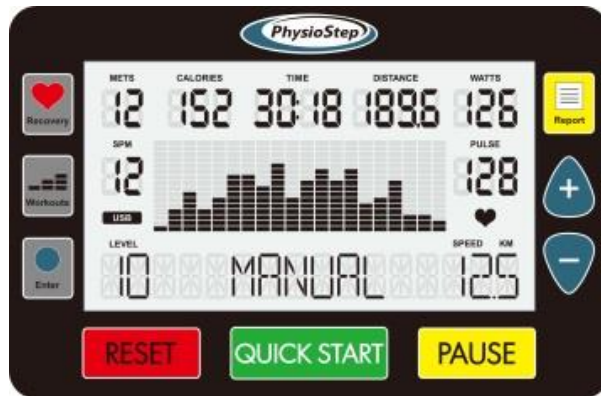 PhysioStep
METS CALORIES TIME DISTANCE WATTS
12 152 30:18 189.6 126
Recovery
Report
SPM PULSE
12 128
Workouts
+
USB
LEVEL SPEED KM
10 MANUAL 12.5
Enter
−
RESET QUICK START PAUSE